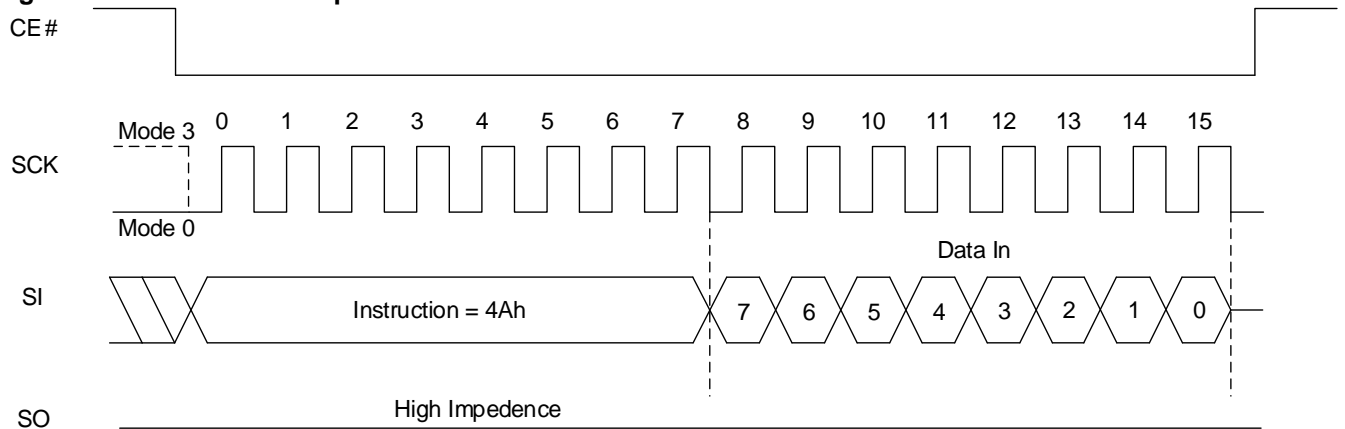 CE#
Mode 3 0 1 2 3 4 5 6 7 8 9 10 11 12 13 14 15
SCK
Mode 0
Data In
SI
Instruction = 4Ah 7 6 5 4 3 2 1 0
High Impedence
SO